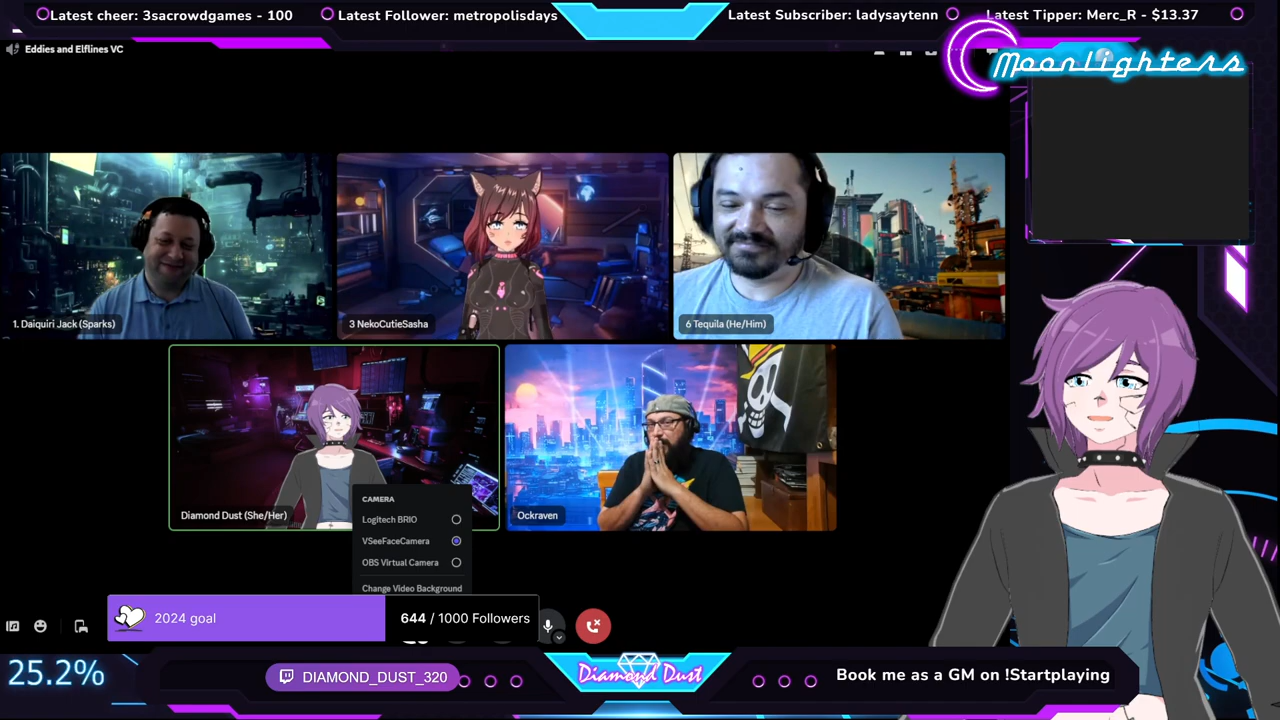 Latest cheer: 3sacrowdgames - 100
Latest Follower: metropolisdays
Latest Subscriber: ladysaytenn
Latest Tipper: Merc_R - $13.37
Eddies and Elflines VC
Moonlighters
1. Daiquiri Jack (Sparks)
3 NekoCutieSasha
6 Tequila (He/Him)
Diamond Dust (She/Her)
Ockraven
CAMERA
Logitech BRIO
VSeeFaceCamera
OBS Virtual Camera
Change Video Background
2024 goal
644 / 1000 Followers
25.2%
DIAMOND_DUST_320
Diamond Dust
Book me as a GM on !Startplaying